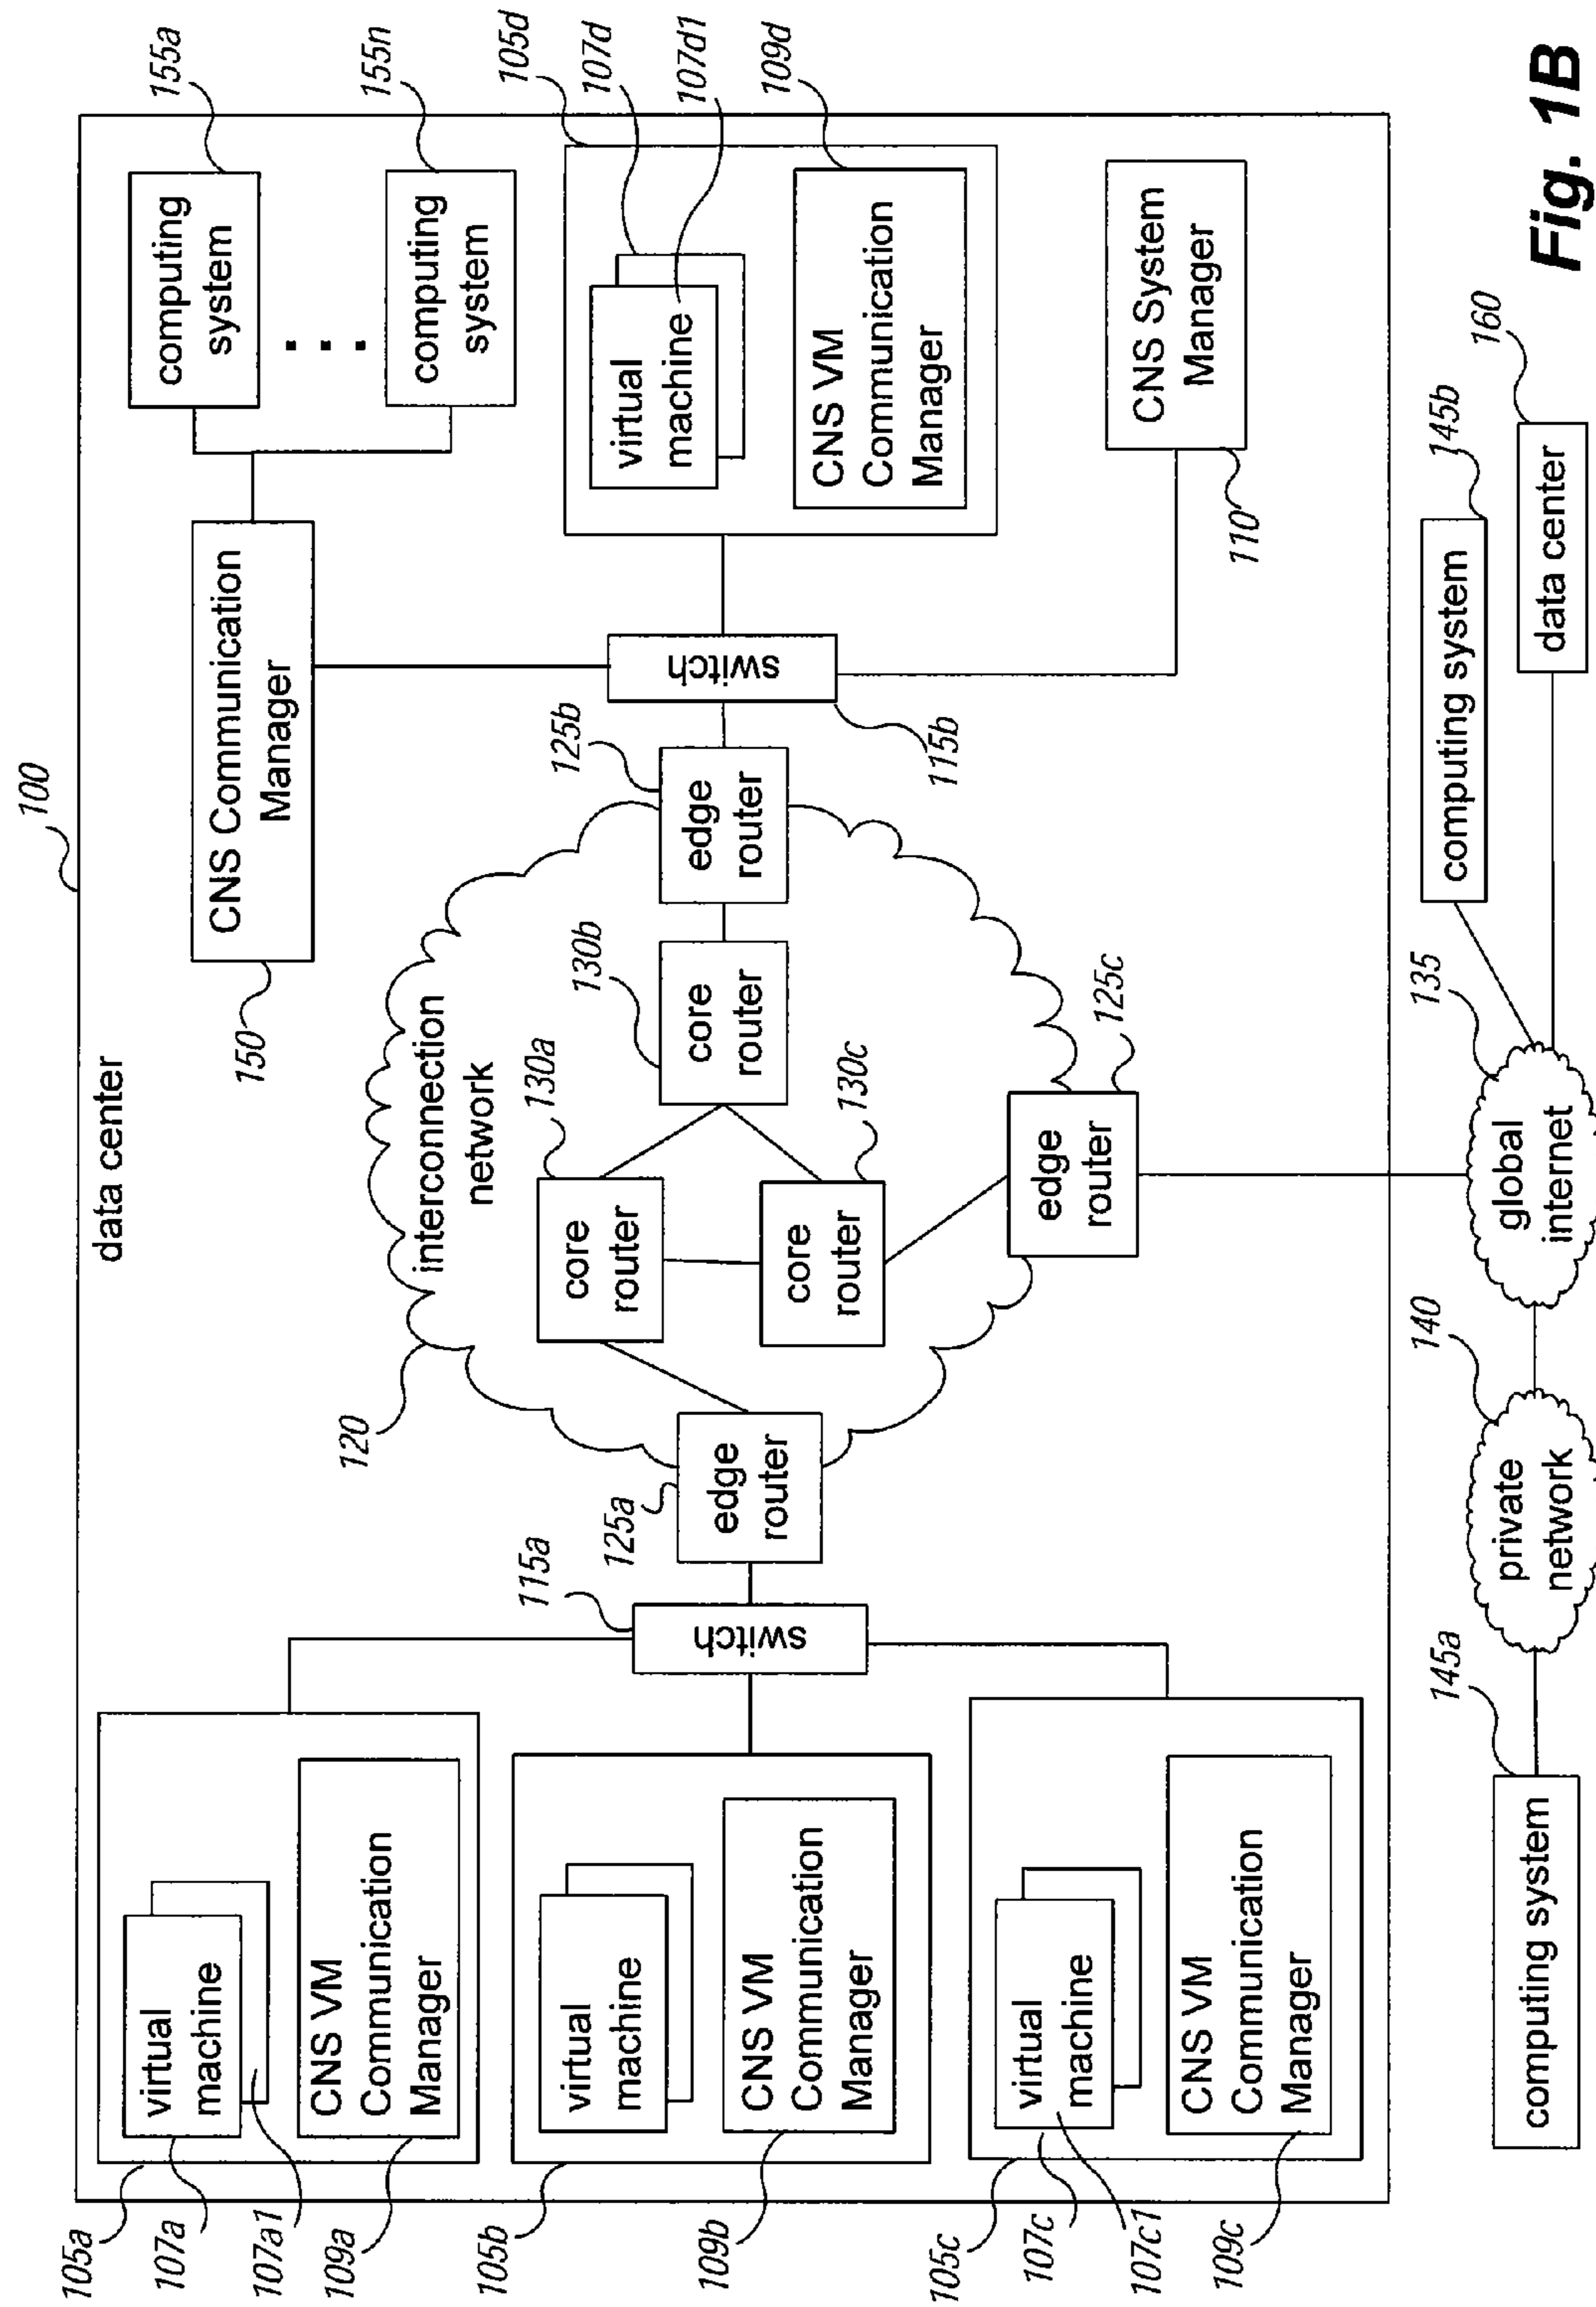 100
data center
105a
107a
107a1
109a
virtual
machine
CNS VM
Communication
Manager
105b
109b
virtual
machine
CNS VM
Communication
Manager
105c
107c
107c1
109c
virtual
machine
CNS VM
Communication
Manager
115a
switch
120
interconnection
network
125a
edge
router
130a
core
router
130b
core
router
130c
core
router
125b
edge
router
125c
edge
router
115b
switch
150
CNS Communication
Manager
155a
computing
system
155n
computing
system
105d
107d
107d1
109d
virtual
machine
CNS VM
Communication
Manager
110
CNS System
Manager
145a
computing system
140
private
network
135
global
internet
145b
computing system
160
data center
Fig. 1B